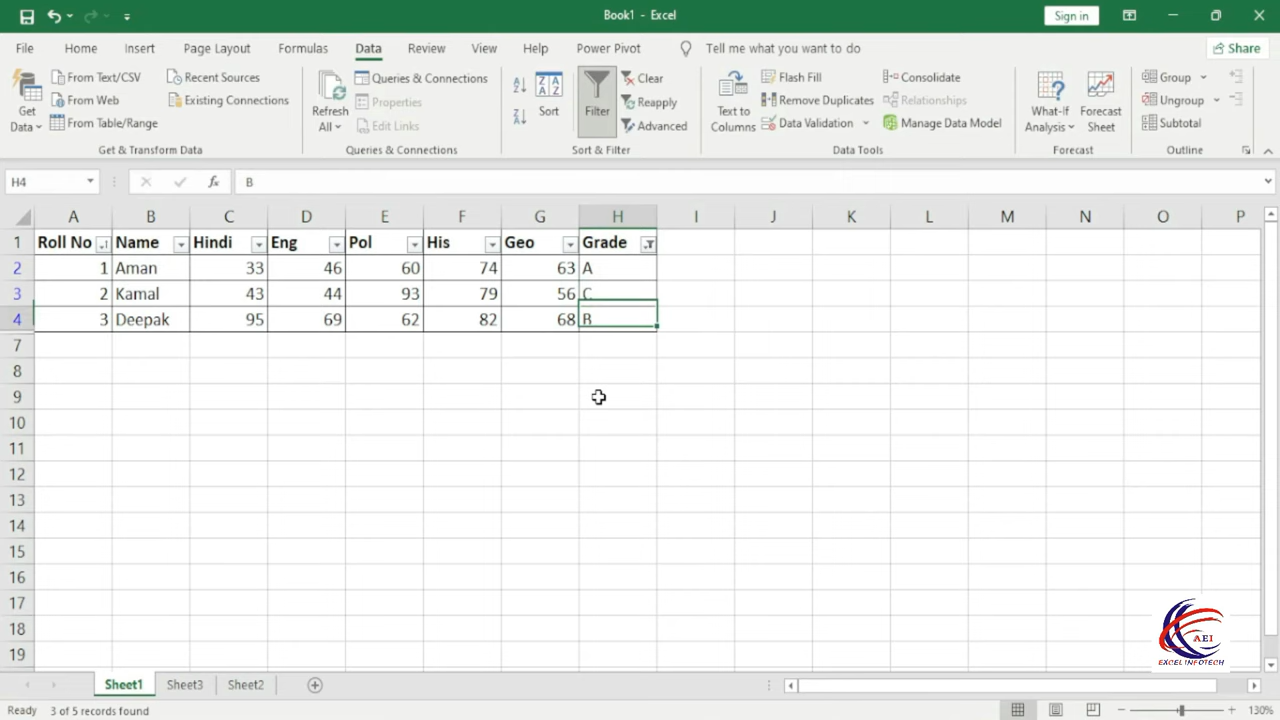 Book1 - Excel
Sign in
File Home Insert Page Layout Formulas Data Review View Help Power Pivot Tell me what you want to do Share
Get Data
From Text/CSV
From Web
From Table/Range
Recent Sources
Existing Connections
Get & Transform Data
Refresh All
Queries & Connections
Properties
Edit Links
Queries & Connections
Sort
Filter
Clear
Reapply
Advanced
Sort & Filter
Text to Columns
Flash Fill
Remove Duplicates
Data Validation
Consolidate
Relationships
Manage Data Model
Data Tools
What-If Analysis
Forecast Sheet
Forecast
Group
Ungroup
Subtotal
Outline
H4 fx B
A B C D E F G H I J K L M N O P
1 Roll No Name Hindi Eng Pol His Geo Grade
2 1 Aman 33 46 60 74 63 A
3 2 Kamal 43 44 93 79 56 C
4 3 Deepak 95 69 62 82 68 B
7
8
9
10
11
12
13
14
15
16
17
18
19
AEI
EXCEL INFOTECH
Sheet1 Sheet3 Sheet2
Ready 3 of 5 records found 130%